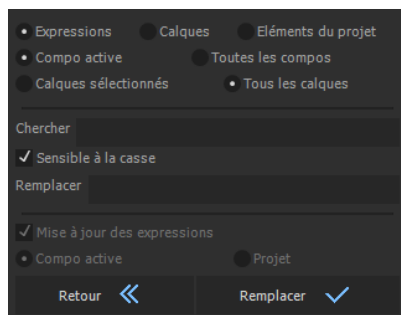 Expressions Calques Eléments du projet
Compo active Toutes les compos
Calques sélectionnés Tous les calques
Chercher
Sensible à la casse
Remplacer
Mise à jour des expressions
Compo active Projet
Retour Remplacer